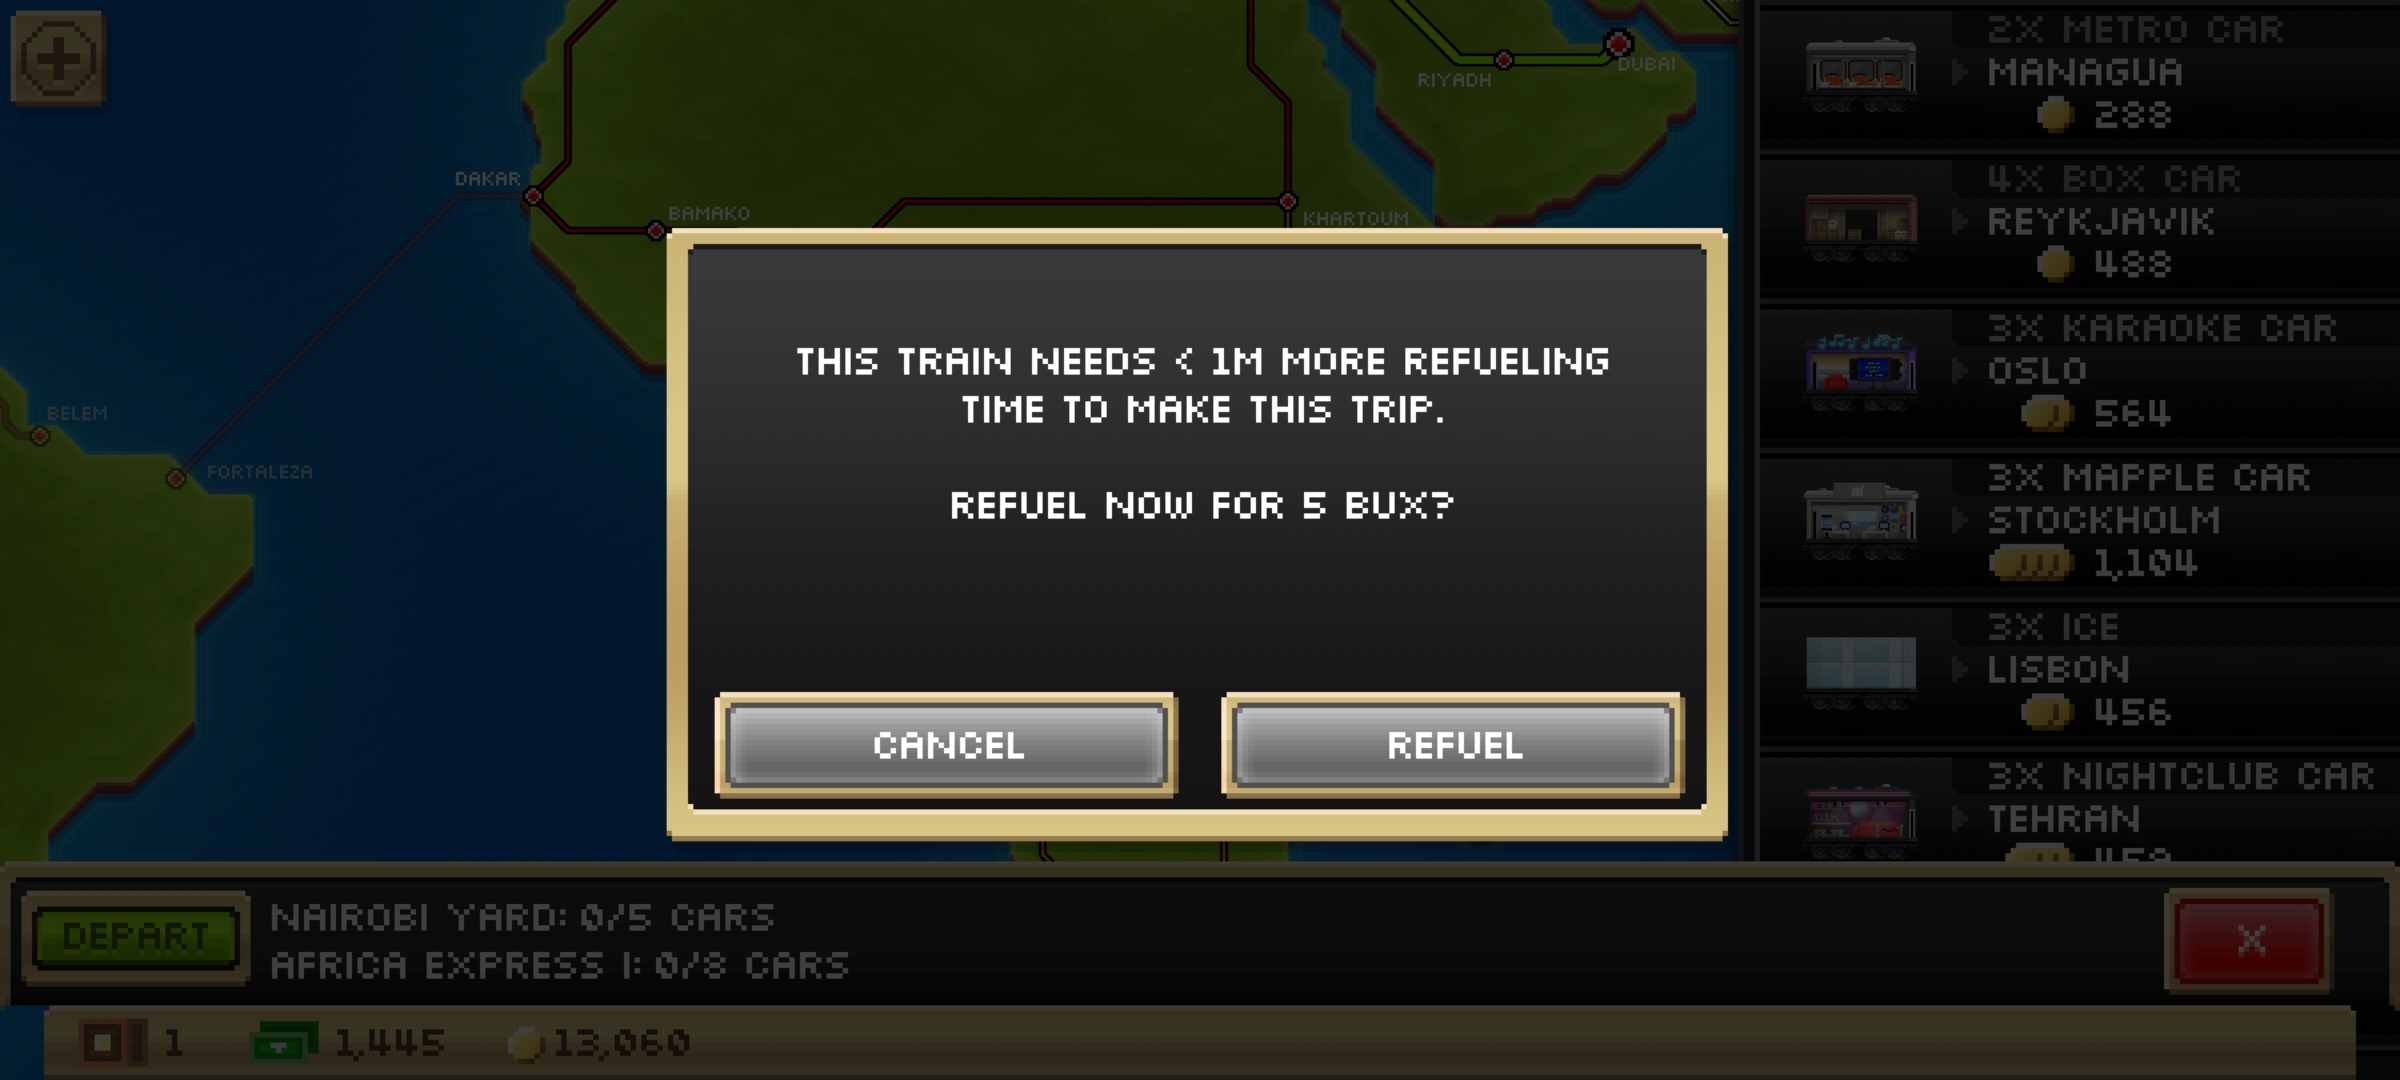 2X METRO CAR
MANAGUA
288
RIYADH
DUBAI
DAKAR
BAMAKO
KHARTOUM
4X BOX CAR
REYKJAVIK
488
THIS TRAIN NEEDS < 1M MORE REFUELING
TIME TO MAKE THIS TRIP.
REFUEL NOW FOR 5 BUX?
CANCEL
REFUEL
3X KARAOKE CAR
OSLO
564
BELEM
FORTALEZA
3X MAPPLE CAR
STOCKHOLM
1,104
3X ICE
LISBON
456
3X NIGHTCLUB CAR
TEHRAN
DEPART
NAIROBI YARD: 0/5 CARS
AFRICA EXPRESS I: 0/8 CARS
X
1
1,445
13,060